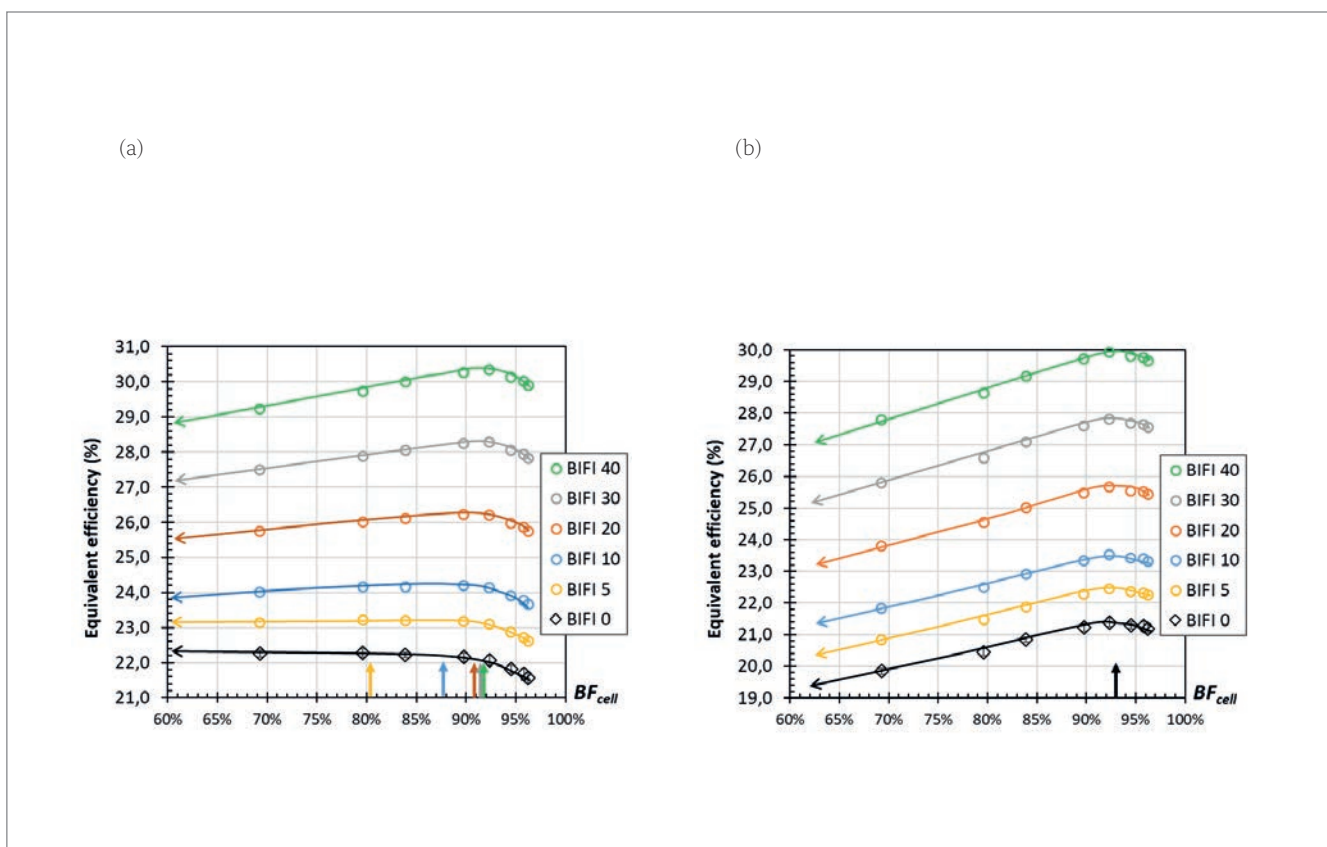 (a)
(b)
Equivalent efficiency (%)
31,0
30,0
29,0
28,0
27,0
26,0
25,0
24,0
23,0
22,0
21,0
60%
65%
70%
75%
80%
85%
90%
95%
100%
BF_cell
BIFI 40
BIFI 30
BIFI 20
BIFI 10
BIFI 5
BIFI 0
Equivalent efficiency (%)
30,0
29,0
28,0
27,0
26,0
25,0
24,0
23,0
22,0
21,0
20,0
19,0
60%
65%
70%
75%
80%
85%
90%
95%
100%
BF_cell
BIFI 40
BIFI 30
BIFI 20
BIFI 10
BIFI 5
BIFI 0